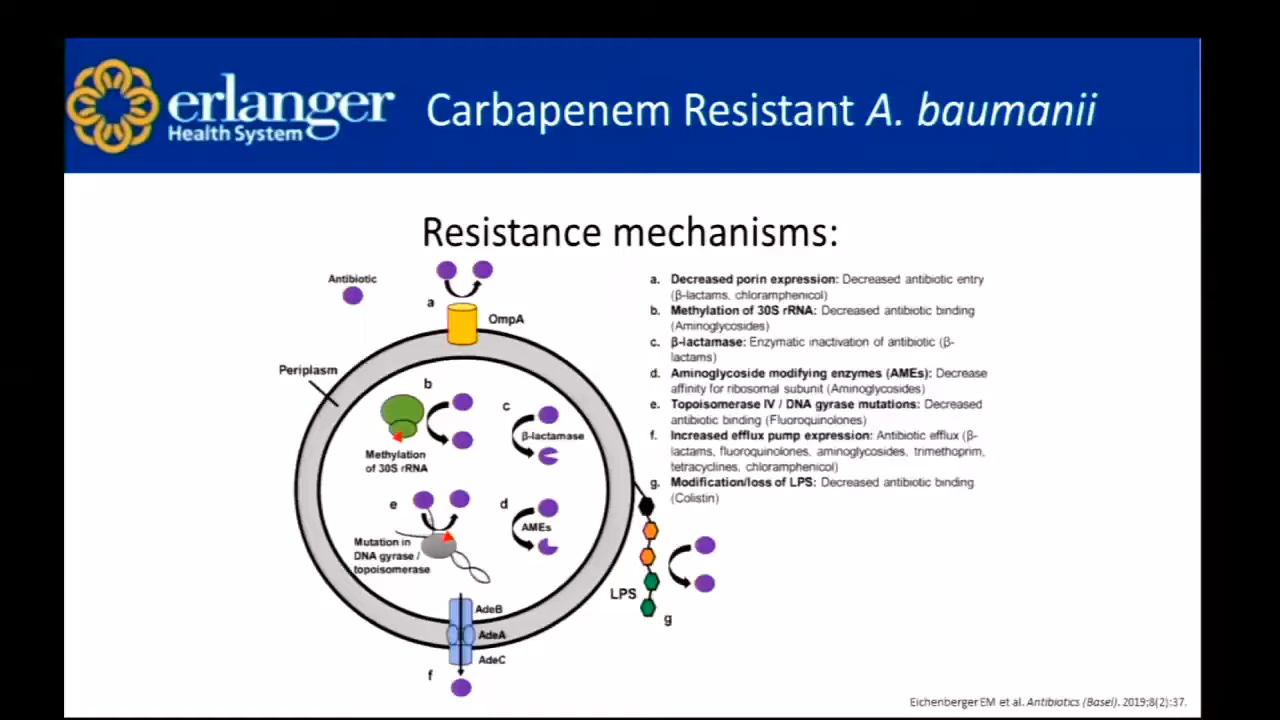 erlanger
Health System
Carbapenem Resistant A. baumanii
Resistance mechanisms:
Antibiotic
a
OmpA
Periplasm
b
Methylation
of 30S rRNA
c
β-lactamase
e
Mutation in
DNA gyrase /
topoisomerase
d
AMEs
AdeB
AdeA
AdeC
f
LPS
g
a. Decreased porin expression: Decreased antibiotic entry
(β-lactams, chloramphenicol)
b. Methylation of 30S rRNA: Decreased antibiotic binding
(Aminoglycosides)
c. β-lactamase: Enzymatic inactivation of antibiotic (β-
lactams)
d. Aminoglycoside modifying enzymes (AMEs): Decrease
affinity for ribosomal subunit (Aminoglycosides)
e. Topoisomerase IV / DNA gyrase mutations: Decreased
antibiotic binding (Fluoroquinolones)
f. Increased efflux pump expression: Antibiotic efflux (β-
lactams, fluoroquinolones, aminoglycosides, trimethoprim,
tetracyclines, chloramphenicol)
g. Modification/loss of LPS: Decreased antibiotic binding
(Colistin)
Eichenberger EM et al. Antibiotics (Basel). 2019;8(2):37.